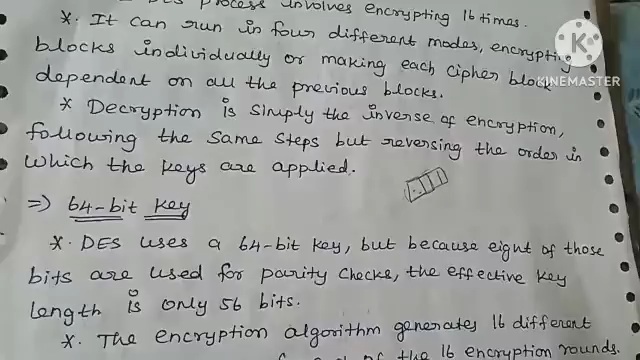 DES process involves encrypting 16 times.
*. It can run in four different modes, encrypting
blocks individually or making each cipher block
dependent on all the previous blocks.
* Decryption is simply the inverse of encryption,
following the same steps but reversing the order in
which the keys are applied.
=> 64-bit key
*. DES uses a 64-bit key, but because eight of those
bits are used for parity checks, the effective key
length is only 56 bits.
*. The encryption algorithm generates 16 different
of the 16 encryption rounds.
K
KINEMASTER